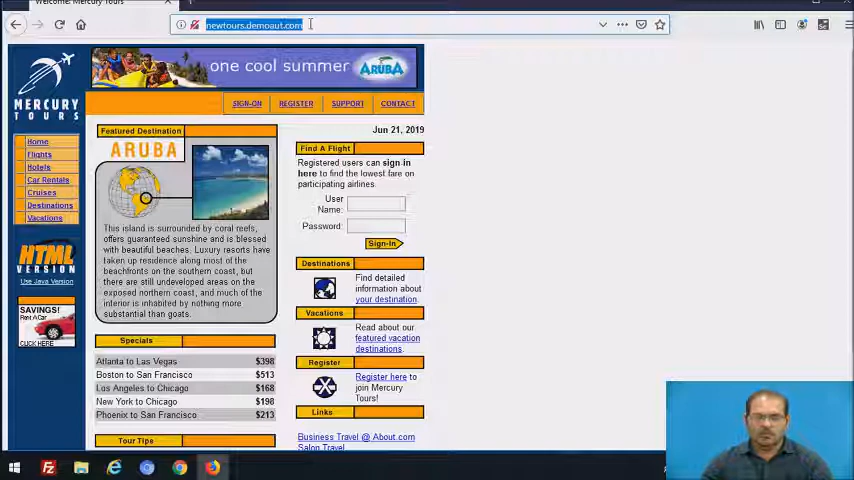 Welcome: Mercury Tours
newtours.demoaut.com
one cool summer ARUBA
MERCURY
TOURS
SIGN-ON REGISTER SUPPORT CONTACT
Home
Flights
Hotels
Car Rentals
Cruises
Destinations
Vacations
HTML
VERSION
Use Java Version
SAVINGS!
Rent A Car
CLICK HERE
Featured Destination
ARUBA
This island is surrounded by coral reefs,
offers guaranteed sunshine and is blessed
with beautiful beaches. Luxury resorts have
taken up residence along most of the
beachfronts on the southern coast, but
there are still undeveloped areas on the
exposed northern coast, and much of the
interior is inhabited by nothing more
substantial than goats.
Specials
Atlanta to Las Vegas $398
Boston to San Francisco $513
Los Angeles to Chicago $168
New York to Chicago $198
Phoenix to San Francisco $213
Tour Tips
Jun 21, 2019
Find A Flight
Registered users can sign-in
here to find the lowest fare on
participating airlines.
User
Name:
Password:
Sign-In
Destinations
Find detailed
information about
your destination.
Vacations
Read about our
featured vacation
destinations.
Register
Register here to
join Mercury
Tours!
Links
Business Travel @ About.com
Salon Travel